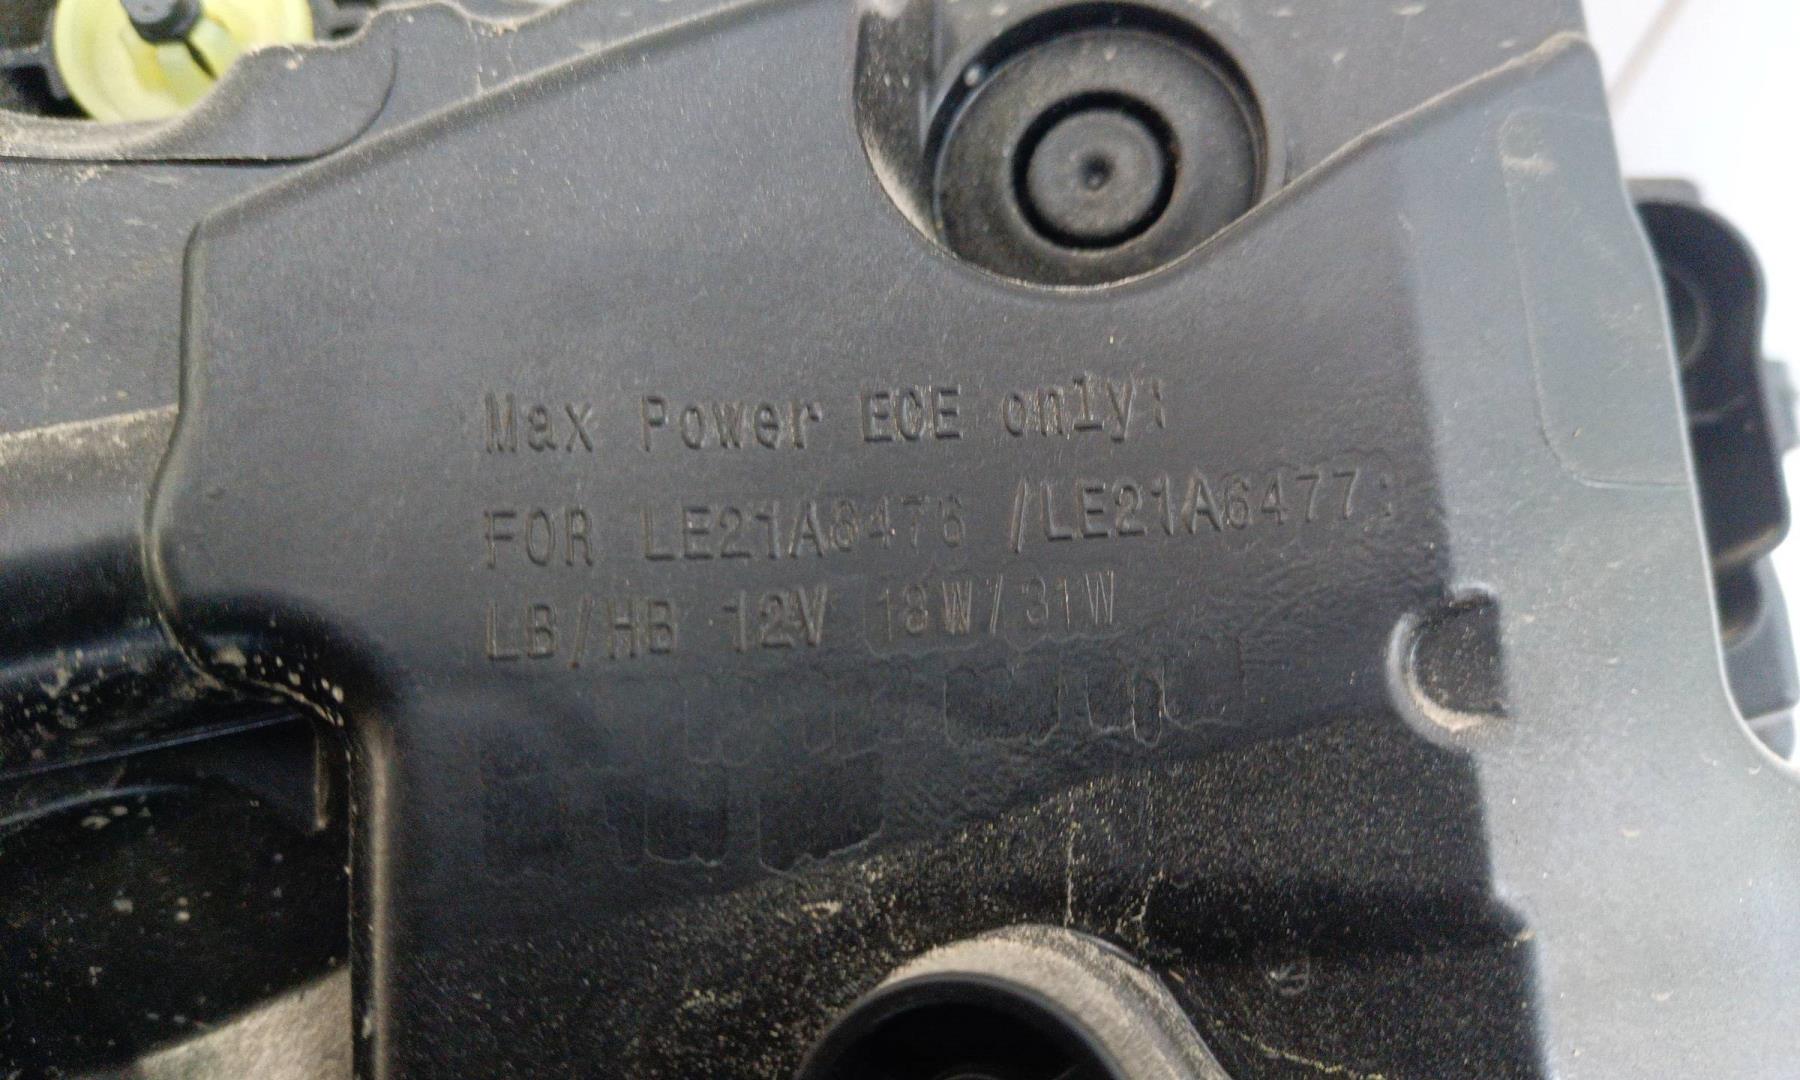 Max Power ECE only:
FOR LE21A6476 /LE21A6477:
LB/HB 12V 18W/31W